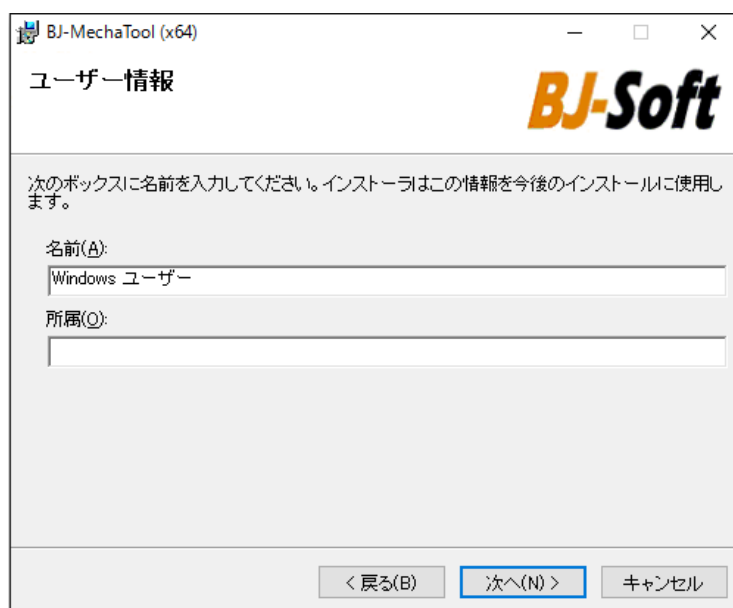 BJ-MechaTool (x64)
ユーザー情報
BJ-Soft
次のボックスに名前を入力してください。インストーラはこの情報を今後のインストールに使用し
ます。
名前(A):
Windows ユーザー
所属(O):
< 戻る(B)
次へ(N) >
キャンセル